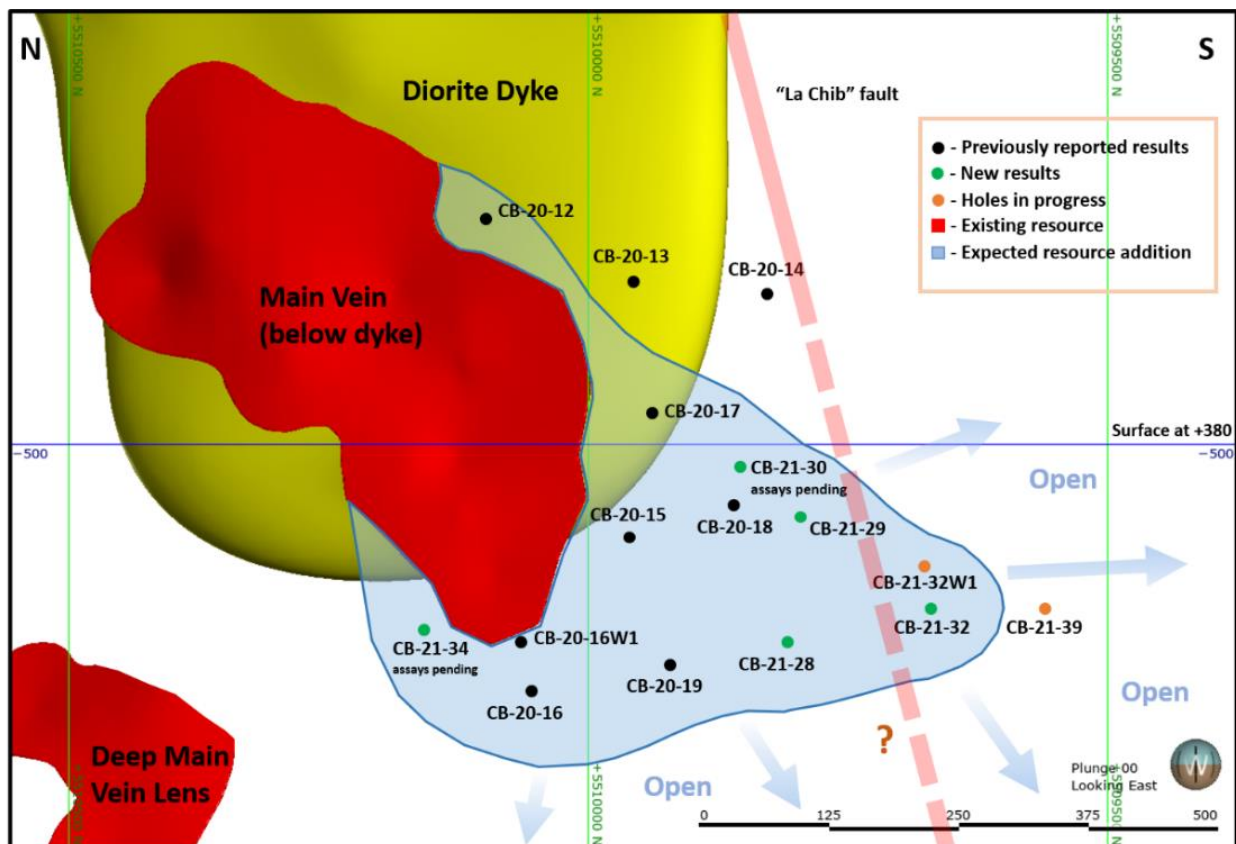 N
+5510500 N
+5510000 N
+5509500 N
S
Diorite Dyke
“La Chib” fault
- Previously reported results
- New results
- Holes in progress
- Existing resource
- Expected resource addition
CB-20-12
CB-20-13
CB-20-14
Main Vein
(below dyke)
CB-20-17
Surface at +380
−500
−500
CB-21-30
assays pending
Open
CB-20-15
CB-20-18
CB-21-29
CB-21-32W1
CB-21-32
CB-21-39
CB-21-34
assays pending
CB-20-16W1
CB-21-28
CB-20-19
CB-20-16
Open
?
Deep Main
Vein Lens
Open
Plunge 00
Looking East
0
125
250
375
500
+5510500 N
+5510000 N
+5509500 N